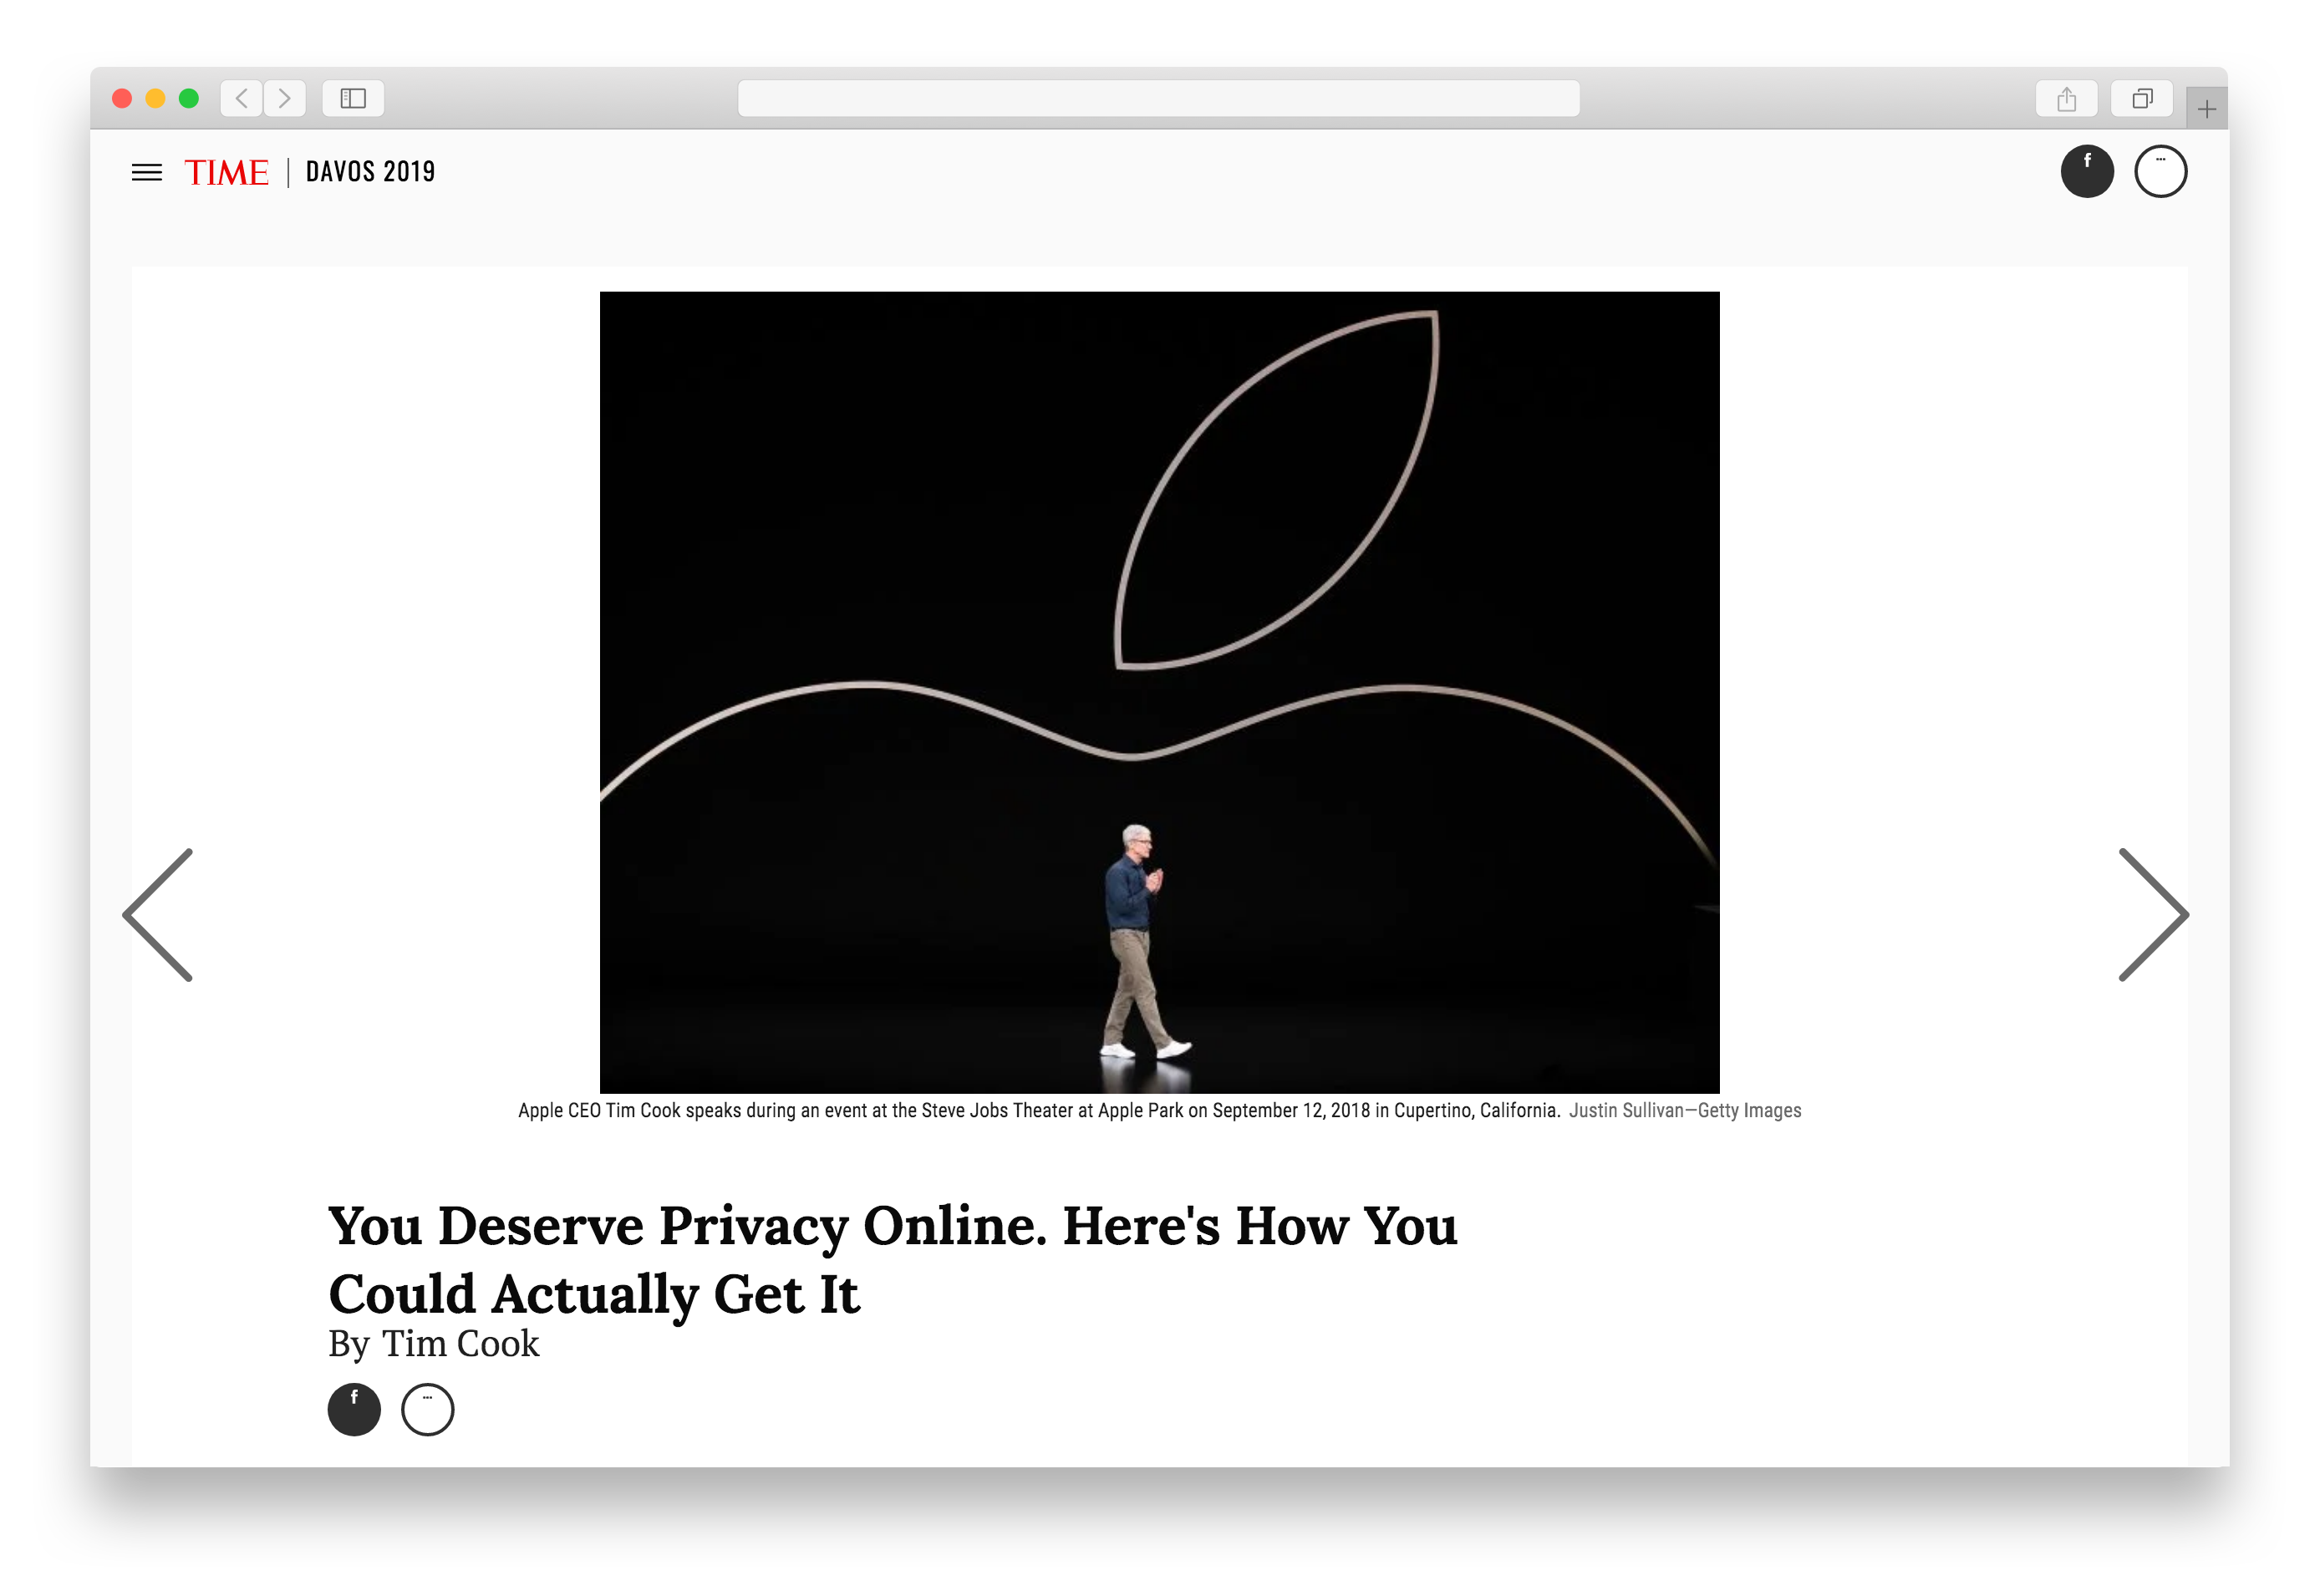 TIME | DAVOS 2019
f
...
Apple CEO Tim Cook speaks during an event at the Steve Jobs Theater at Apple Park on September 12, 2018 in Cupertino, California. Justin Sullivan—Getty Images
You Deserve Privacy Online. Here's How You
Could Actually Get It
By Tim Cook
f
...